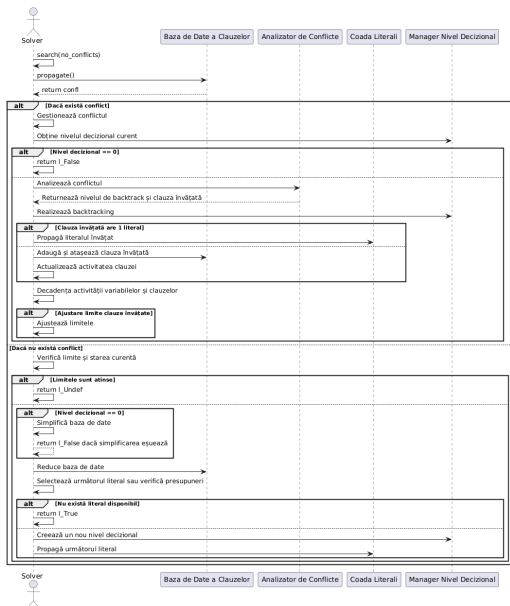 Solver
Baza de Date a Clauzelor
Analizator de Conflicte
Coada Literali
Manager Nivel Decizional
search(no_conflicts)
propagate()
return confl
alt [Dacă există conflict]
Gestionează conflictul
Obține nivelul decizional curent
alt [Nivel decizional == 0]
return l_False
Analizează conflictul
Returnează nivelul de backtrack și clauza învățată
Realizează backtracking
alt [Clauza învățată are 1 literal]
Propagă literalul învățat
Adaugă și atașează clauza învățată
Actualizează activitatea clauzei
Decadența activității variabilelor și clauzelor
alt [Ajustare limite clauze învățate]
Ajustează limitele
[Dacă nu există conflict]
Verifică limite și starea curentă
alt [Limitele sunt atinse]
return l_Undef
alt [Nivel decizional == 0]
Simplifică baza de date
return l_False dacă simplificarea eșuează
Reduce baza de date
Selectează următorul literal sau verifică presupuneri
alt [Nu există literal disponibil]
return l_True
Creează un nou nivel decizional
Propagă următorul literal
Solver
Baza de Date a Clauzelor
Analizator de Conflicte
Coada Literali
Manager Nivel Decizional